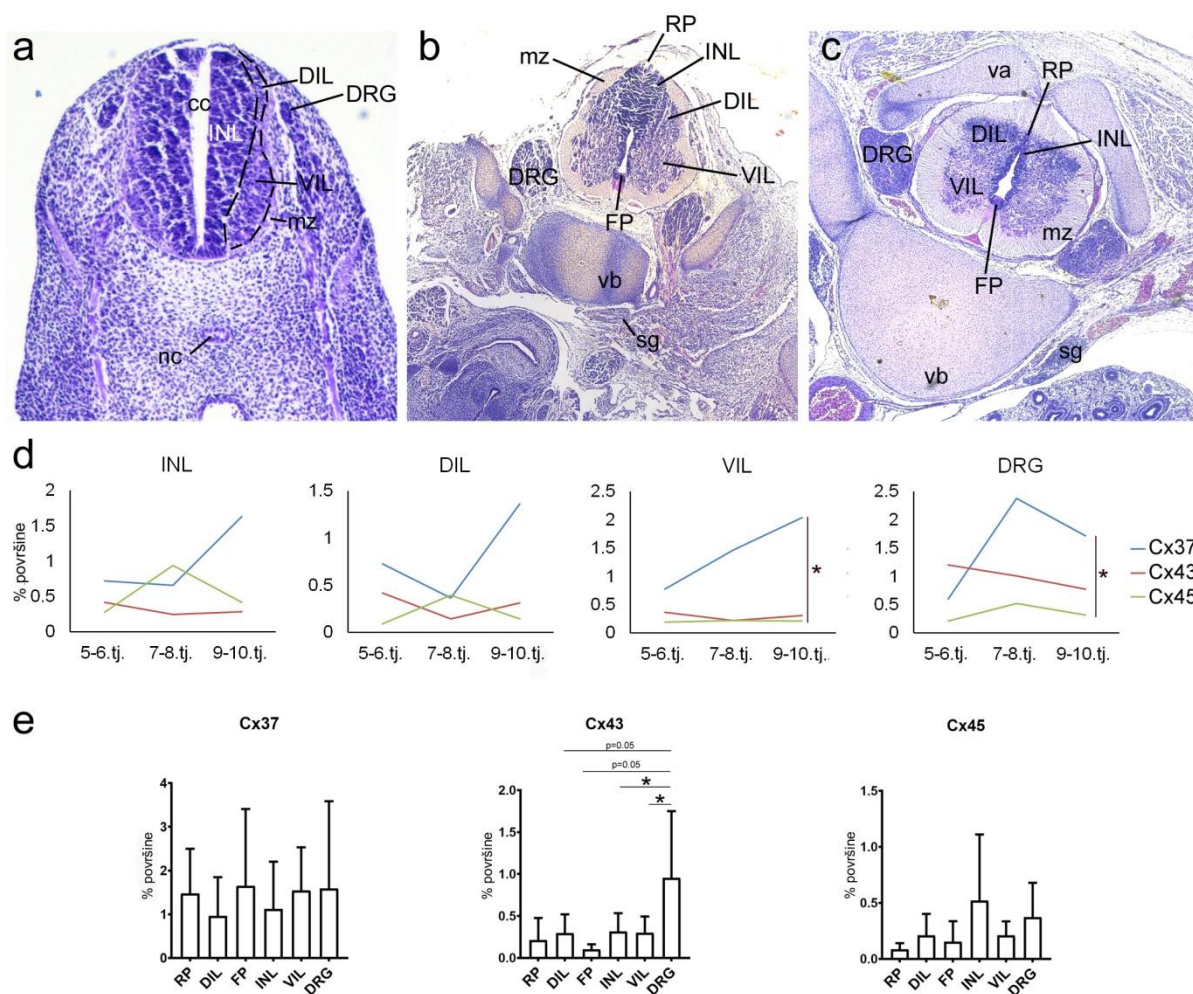 a
DIL
DRG
cc
INL
VIL
mz
nc
b
RP
mz
INL
DIL
DRG
VIL
FP
vb
sg
c
va
RP
DIL
INL
DRG
VIL
mz
FP
sg
vb
d
INL
% površine
2
1.5
1
0.5
0
5-6.tj. 7-8.tj. 9-10.tj.
DIL
1.5
1
0.5
0
5-6.tj. 7-8.tj. 9-10.tj.
VIL
2.5
2
1.5
1
0.5
0
*
5-6.tj. 7-8.tj. 9-10.tj.
DRG
2.5
2
1.5
1
0.5
0
*
5-6.tj. 7-8.tj. 9-10.tj.
Cx37
Cx43
Cx45
e
Cx37
% površine
4
3
2
1
0
RP DIL FP INL VIL DRG
Cx43
p=0.05
p=0.05
*
*
% površine
2.0
1.5
1.0
0.5
0.0
RP DIL FP INL VIL DRG
Cx45
% površine
1.5
1.0
0.5
0.0
RP DIL FP INL VIL DRG